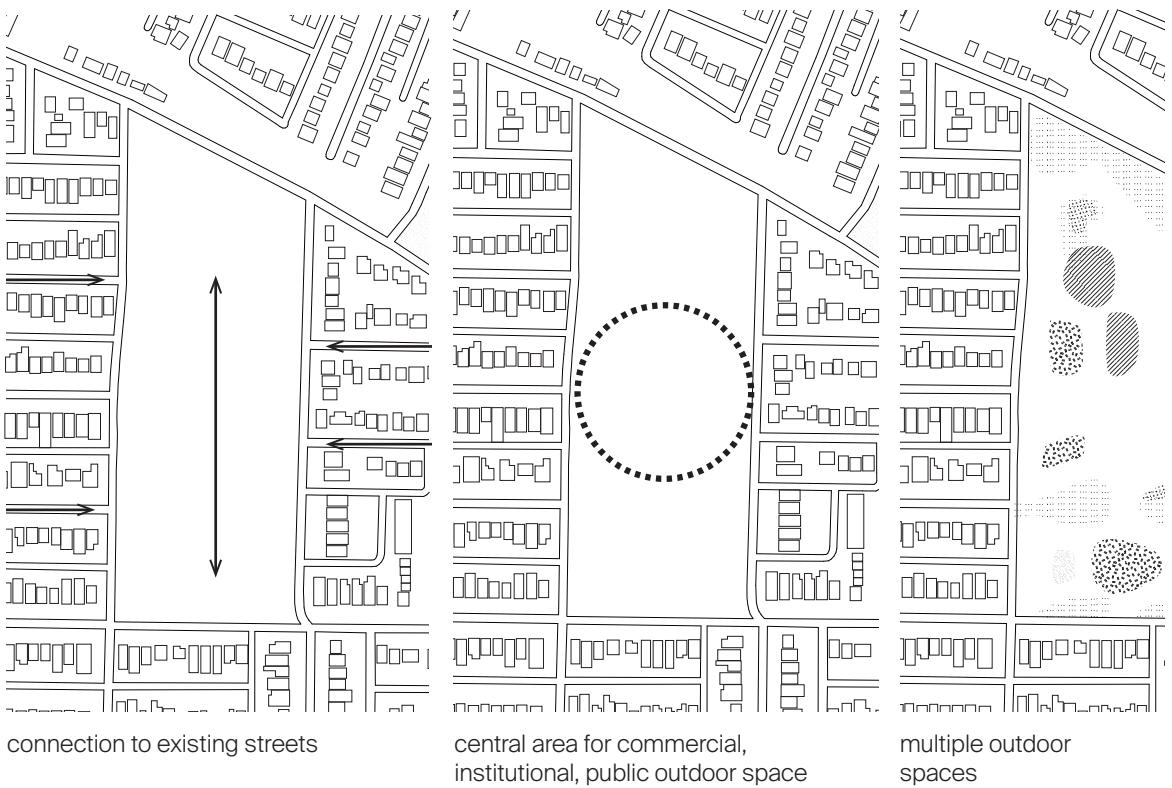 connection to existing streets
central area for commercial,
institutional, public outdoor space
multiple outdoor
spaces